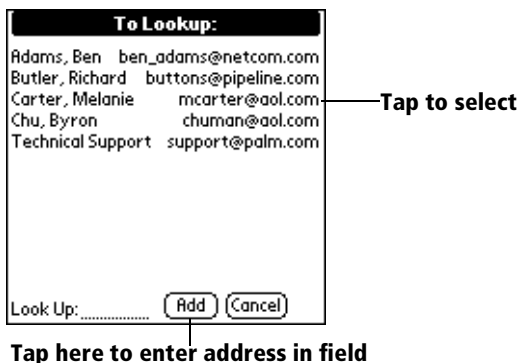 To Lookup:
Adams, Ben ben_adams@netcom.com
Butler, Richard buttons@pipeline.com
Carter, Melanie mcarter@aol.com
Tap to select
Chu, Byron chuman@aol.com
Technical Support support@palm.com
Look Up: Add Cancel
Tap here to enter address in field